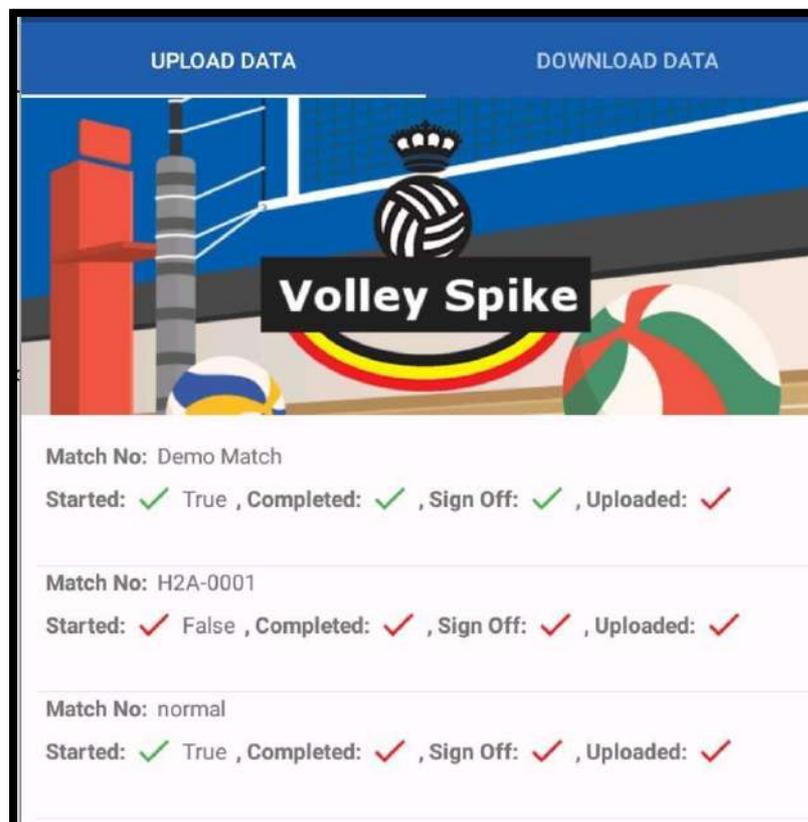 UPLOAD DATA
DOWNLOAD DATA
Volley Spike
Match No: Demo Match
Started: ✓ True , Completed: ✓ , Sign Off: ✓ , Uploaded: ✓
Match No: H2A-0001
Started: ✓ False , Completed: ✓ , Sign Off: ✓ , Uploaded: ✓
Match No: normal
Started: ✓ True , Completed: ✓ , Sign Off: ✓ , Uploaded: ✓